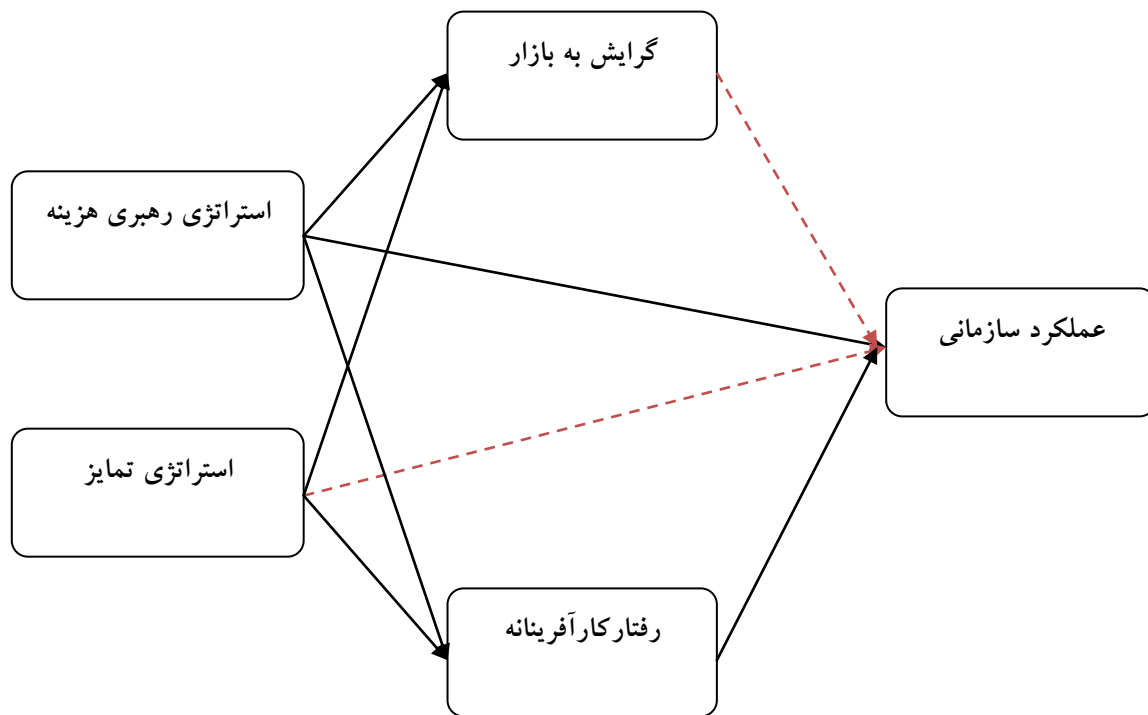 گرایش به بازار
استراتژی رهبری هزینه
عملکرد سازمانی
استراتژی تمایز
رفتارکارآفرینانه